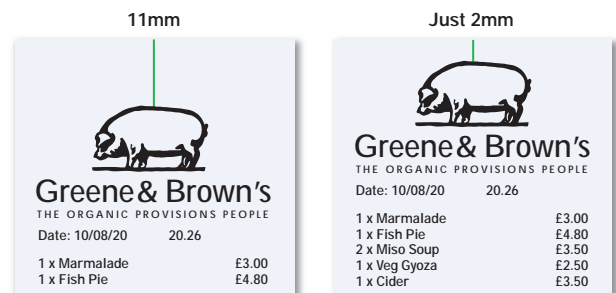 11mm
Greene & Brown's
THE ORGANIC PROVISIONS PEOPLE
Date: 10/08/20 20.26
1 x Marmalade £3.00
1 x Fish Pie £4.80
Just 2mm
Greene & Brown's
THE ORGANIC PROVISIONS PEOPLE
Date: 10/08/20 20.26
1 x Marmalade £3.00
1 x Fish Pie £4.80
2 x Miso Soup £3.50
1 x Veg Gyoza £2.50
1 x Cider £3.50